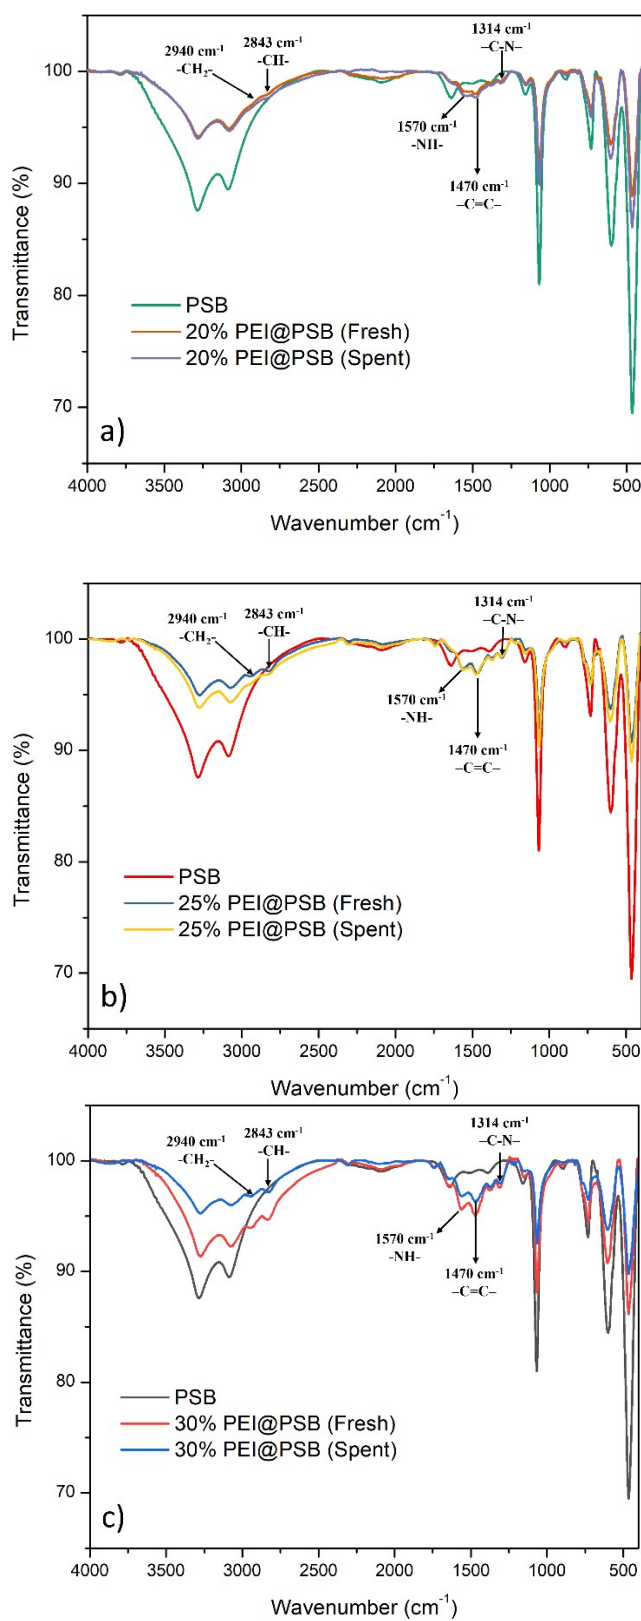 1314 cm-1
–C-N–
2940 cm-1
-CH2-
2843 cm-1
-CH-
100
90
80
70
Transmittance (%)
1570 cm-1
-NH-
1470 cm-1
–C=C–
PSB
20% PEI@PSB (Fresh)
20% PEI@PSB (Spent)
a)
4000 3500 3000 2500 2000 1500 1000 500
Wavenumber (cm-1)
1314 cm-1
–C-N–
2940 cm-1
-CH2-
2843 cm-1
-CH-
100
90
80
70
Transmittance (%)
1570 cm-1
-NH-
1470 cm-1
–C=C–
PSB
25% PEI@PSB (Fresh)
25% PEI@PSB (Spent)
b)
4000 3500 3000 2500 2000 1500 1000 500
Wavenumber (cm-1)
1314 cm-1
–C-N–
2940 cm-1
-CH2-
2843 cm-1
-CH-
100
90
80
70
Transmittance (%)
1570 cm-1
-NH-
1470 cm-1
–C=C–
PSB
30% PEI@PSB (Fresh)
30% PEI@PSB (Spent)
c)
4000 3500 3000 2500 2000 1500 1000 500
Wavenumber (cm-1)